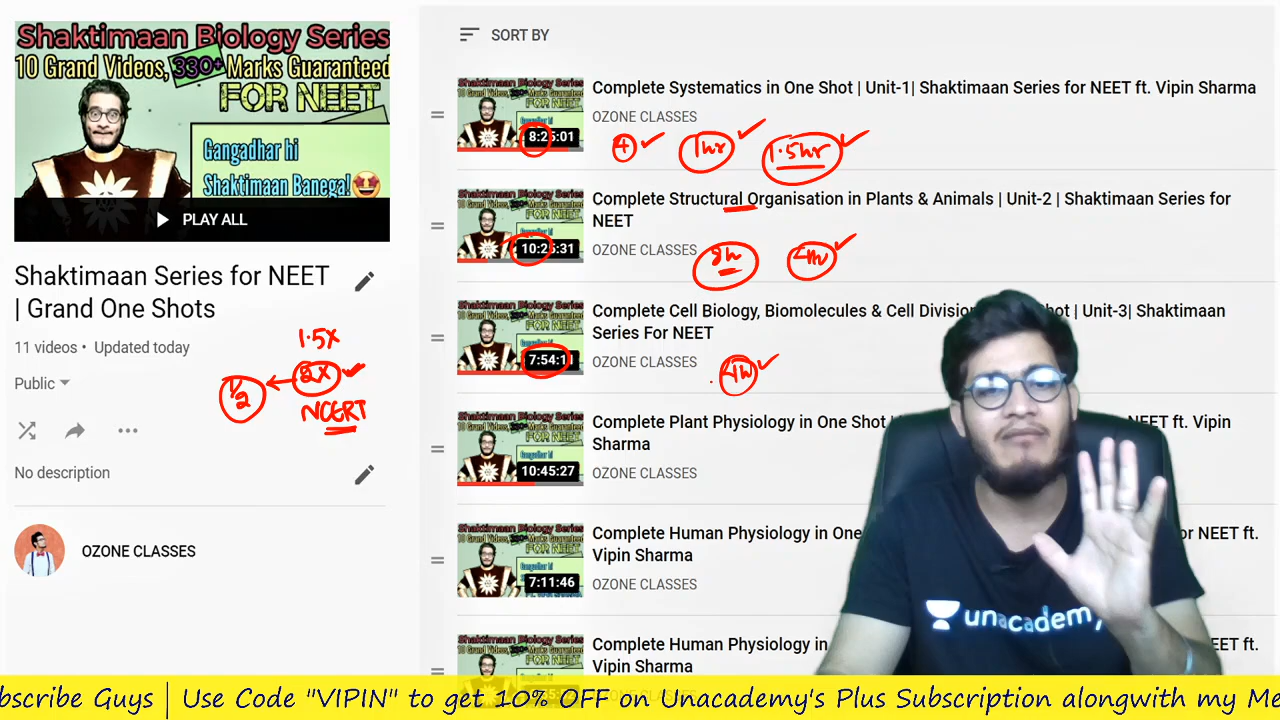 Shaktimaan Biology Series
10 Grand Videos, 330+ Marks Guaranteed
FOR NEET
Gangadhar hi
Shaktimaan Banega!
PLAY ALL
Shaktimaan Series for NEET
| Grand One Shots
11 videos • Updated today
1.5X
Public
1/2
2X
NCERT
No description
OZONE CLASSES
SORT BY
Complete Systematics in One Shot | Unit-1| Shaktimaan Series for NEET ft. Vipin Sharma
OZONE CLASSES
4 1hr 1.5hr
Complete Structural Organisation in Plants & Animals | Unit-2 | Shaktimaan Series for
NEET
10:25:31
OZONE CLASSES
Complete Cell Biology, Biomolecules & Cell Divisio ot | Unit-3| Shaktimaan
Series For NEET
7:54:1
OZONE CLASSES
Complete Plant Physiology in One Shot NEET ft. Vipin
Sharma
10:45:27
OZONE CLASSES
Complete Human Physiology in One or NEET ft.
Vipin Sharma
7:11:46
OZONE CLASSES
Complete Human Physiology in NEET ft.
Vipin Sharma
unacademy
bscribe Guys | Use Code "VIPIN" to get 10% OFF on Unacademy's Plus Subscription alongwith my Me